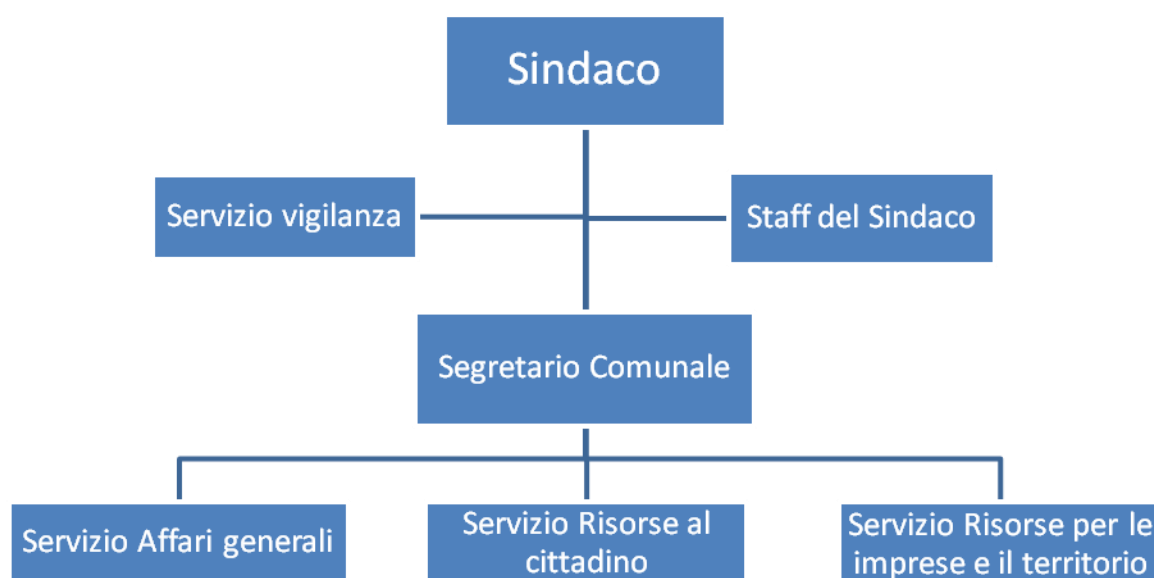 Sindaco
Servizio vigilanza
Staff del Sindaco
Segretario Comunale
Servizio Affari generali
Servizio Risorse al
cittadino
Servizio Risorse per le
imprese e il territorio